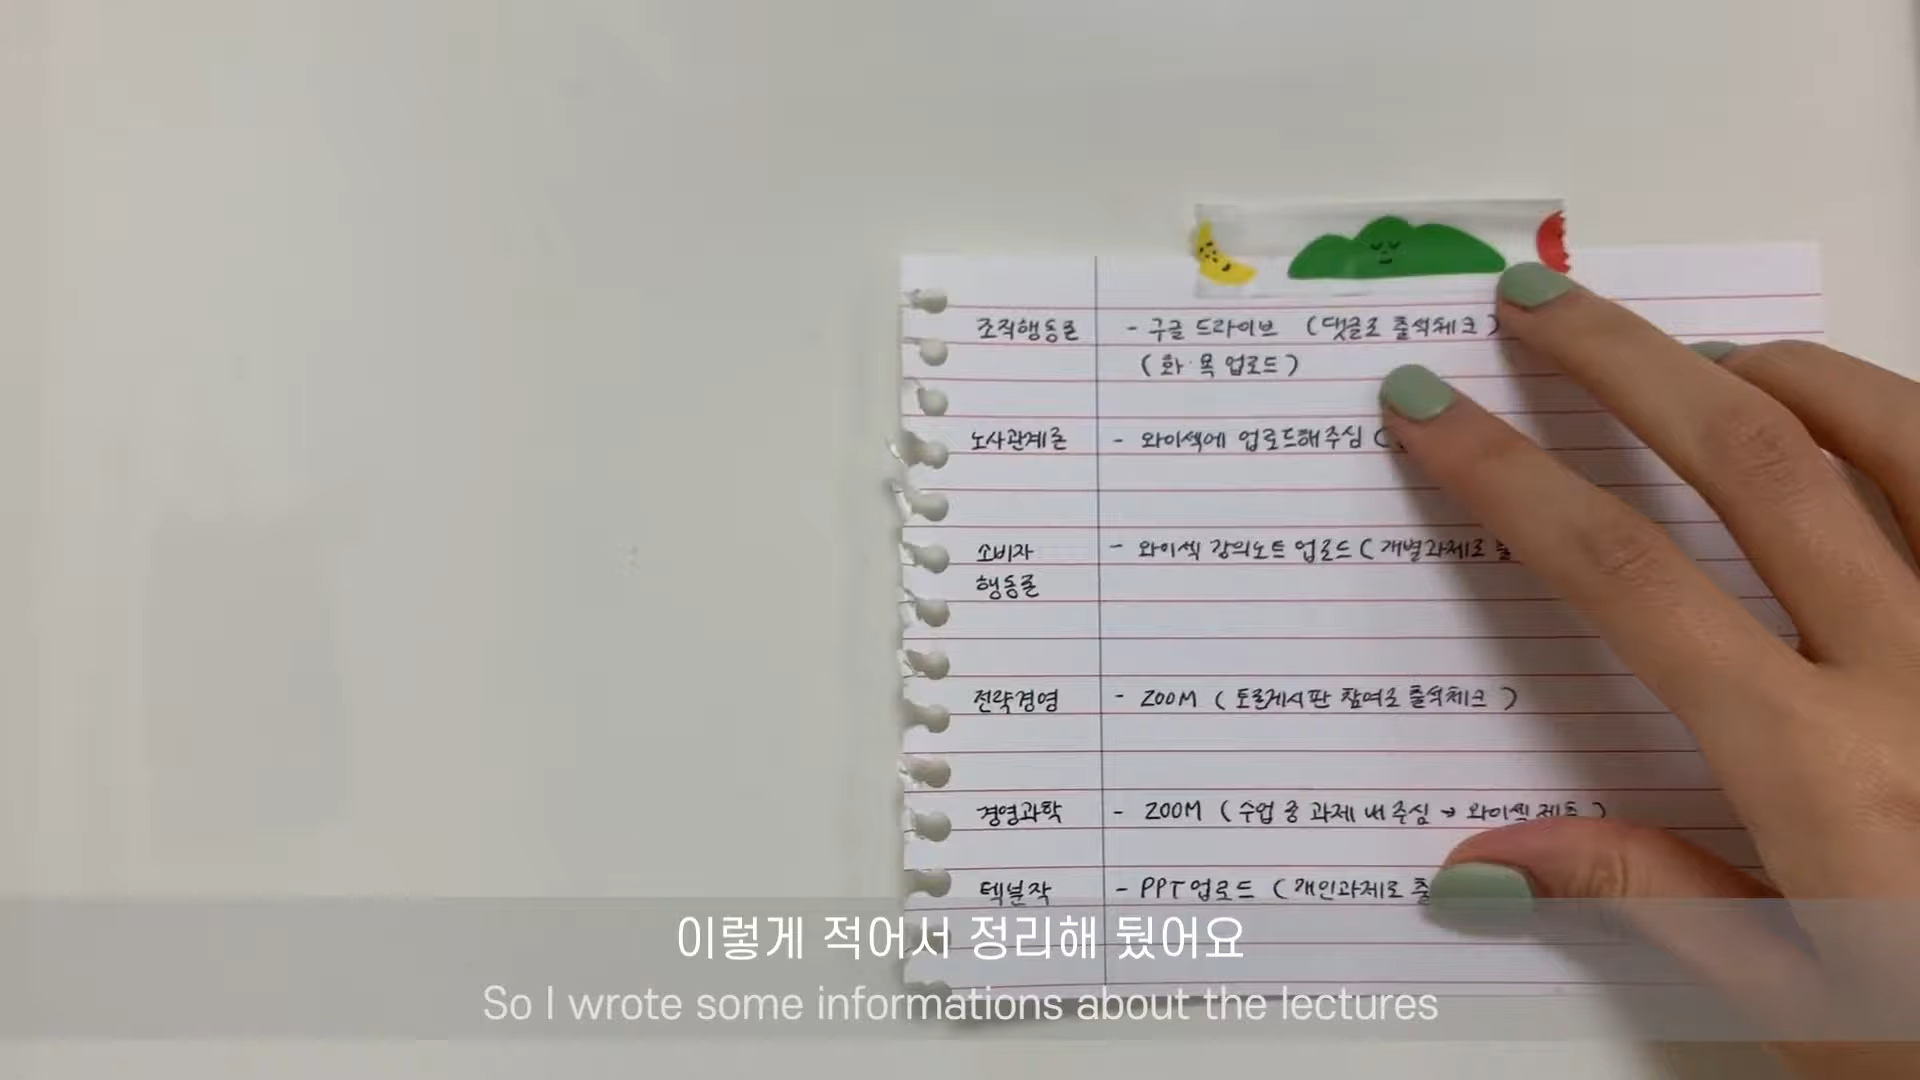 조직행동론 - 구글 드라이브 (댓글로 출석체크)
(화·목 업로드)
노사관계론 - 와이섹에 업로드해주심 (
소비자 - 와이섹 강의노트 업로드 (개별과제로 출
행동론
전략경영 - ZOOM (토론게시판 참여로 출석체크)
경영과학 - ZOOM (수업 중 과제 내주심 → 와이섹 제출)
텍분작 - PPT 업로드 (개인과제로 출
이렇게 적어서 정리해 뒀어요
So I wrote some informations about the lectures